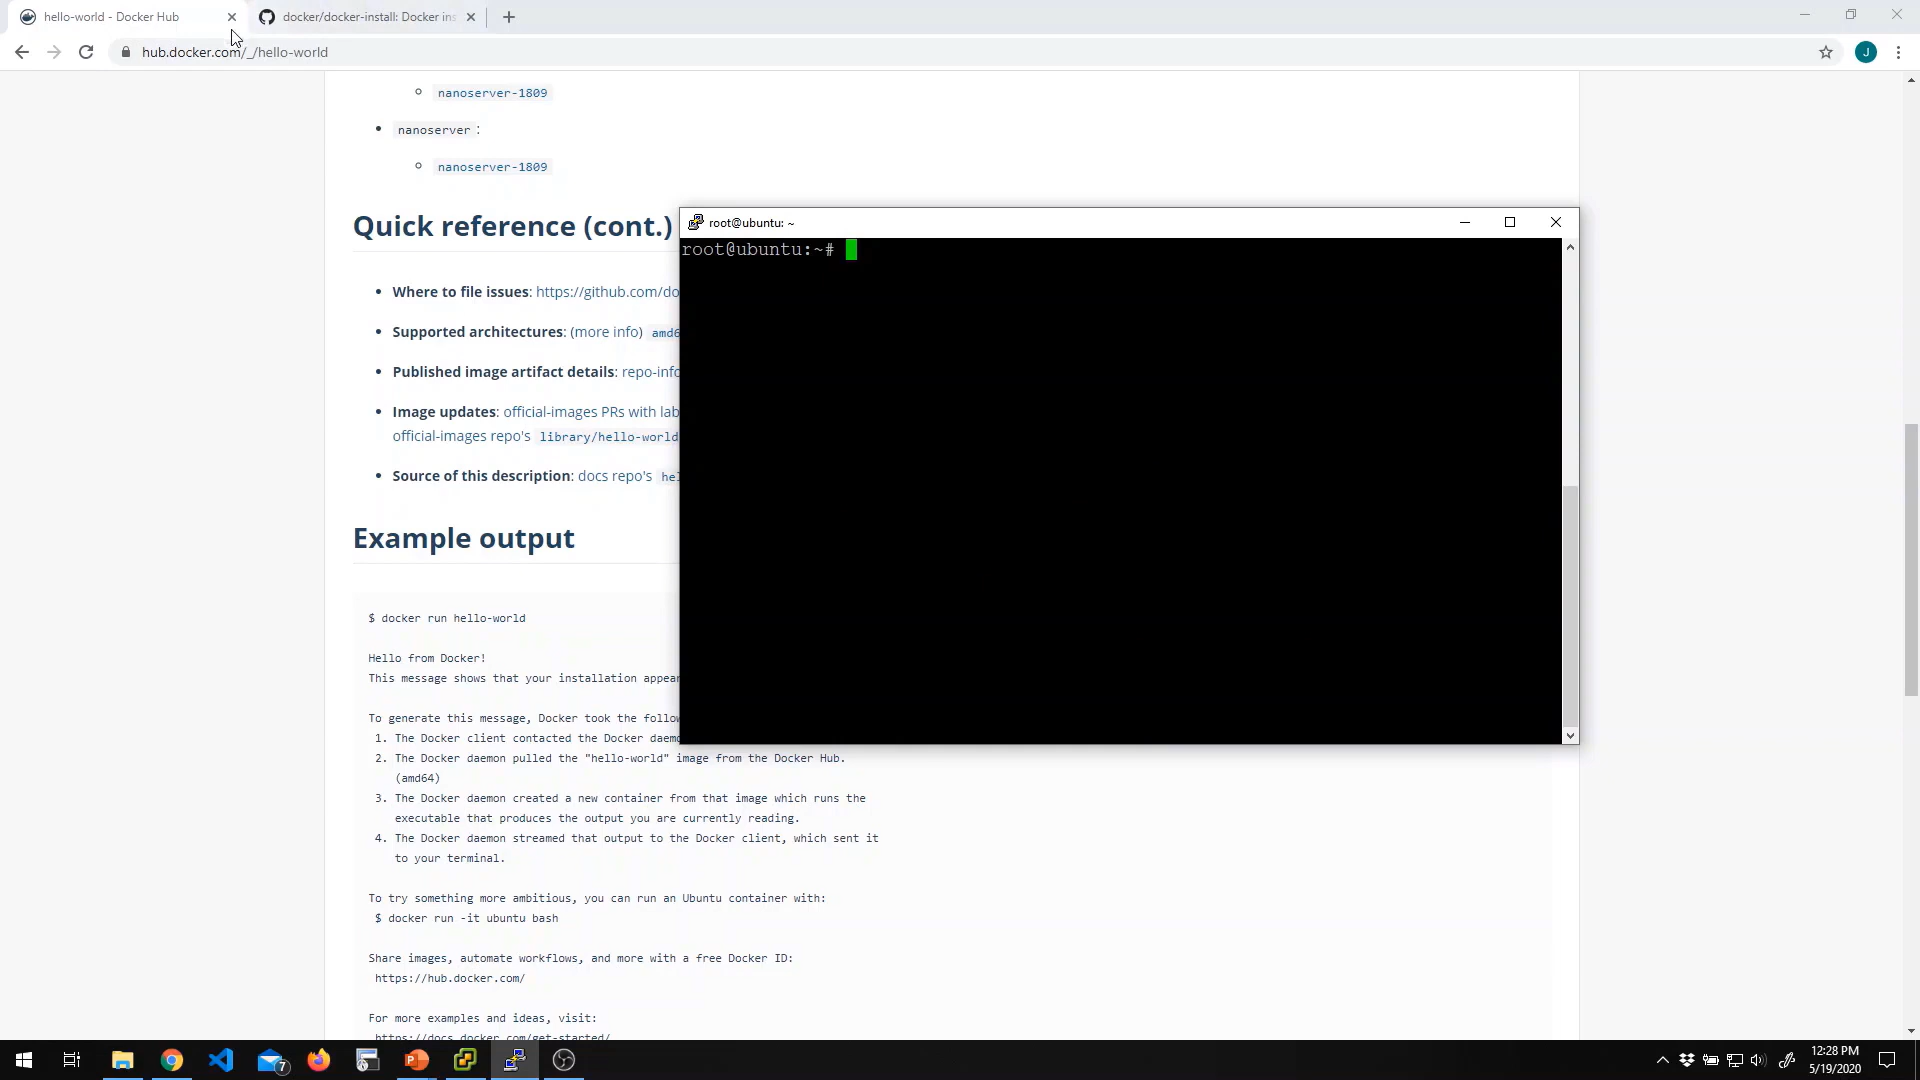 hello-world - Docker Hub
docker/docker-install: Docker ins
hub.docker.com/_/hello-world
J
nanoserver-1809
nanoserver :
nanoserver-1809
Quick reference (cont.)
Where to file issues: https://github.com/do
Supported architectures: (more info) amd6
Published image artifact details: repo-info
Image updates: official-images PRs with lab
official-images repo's library/hello-world
Source of this description: docs repo's hel
root@ubuntu: ~
root@ubuntu:~#
Example output
$ docker run hello-world
Hello from Docker!
This message shows that your installation appear
To generate this message, Docker took the follow
1. The Docker client contacted the Docker daemo
2. The Docker daemon pulled the "hello-world" image from the Docker Hub.
(amd64)
3. The Docker daemon created a new container from that image which runs the
executable that produces the output you are currently reading.
4. The Docker daemon streamed that output to the Docker client, which sent it
to your terminal.
To try something more ambitious, you can run an Ubuntu container with:
$ docker run -it ubuntu bash
Share images, automate workflows, and more with a free Docker ID:
https://hub.docker.com/
For more examples and ideas, visit:
https://docs.docker.com/get-started/
7
12:28 PM
5/19/2020